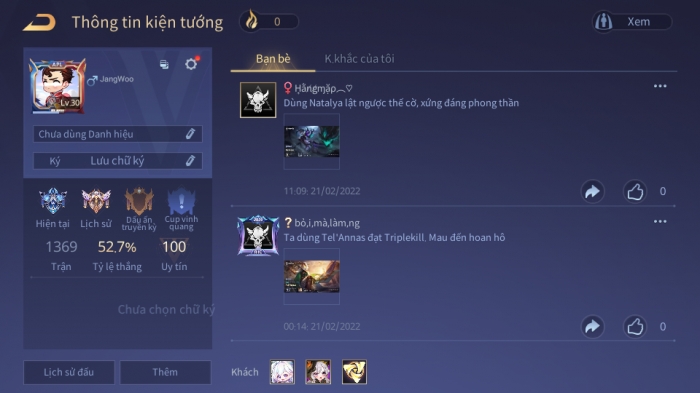 Thông tin kiện tướng
0
Xem
APL
Lv.30
JangWoo
Chưa dùng Danh hiệu
Ký Lưu chữ ký
Hiện tại
Lịch sử
Dấu ấn truyền kỳ
Cup vinh quang
1369
52,7%
100
Trận
Tỷ lệ thắng
Uy tín
Chưa chọn chữ ký
Lịch sử đấu
Thêm
Bạn bè
K.khắc của tôi
Dùng Natalya lật ngược thế cờ, xứng đáng phong thần
11:09: 21/02/2022
0
bỏ,i,mà,làm,ng
Ta dùng Tel'Annas đạt Triplekill. Mau đến hoan hô
00:14: 21/02/2022
0
Khách